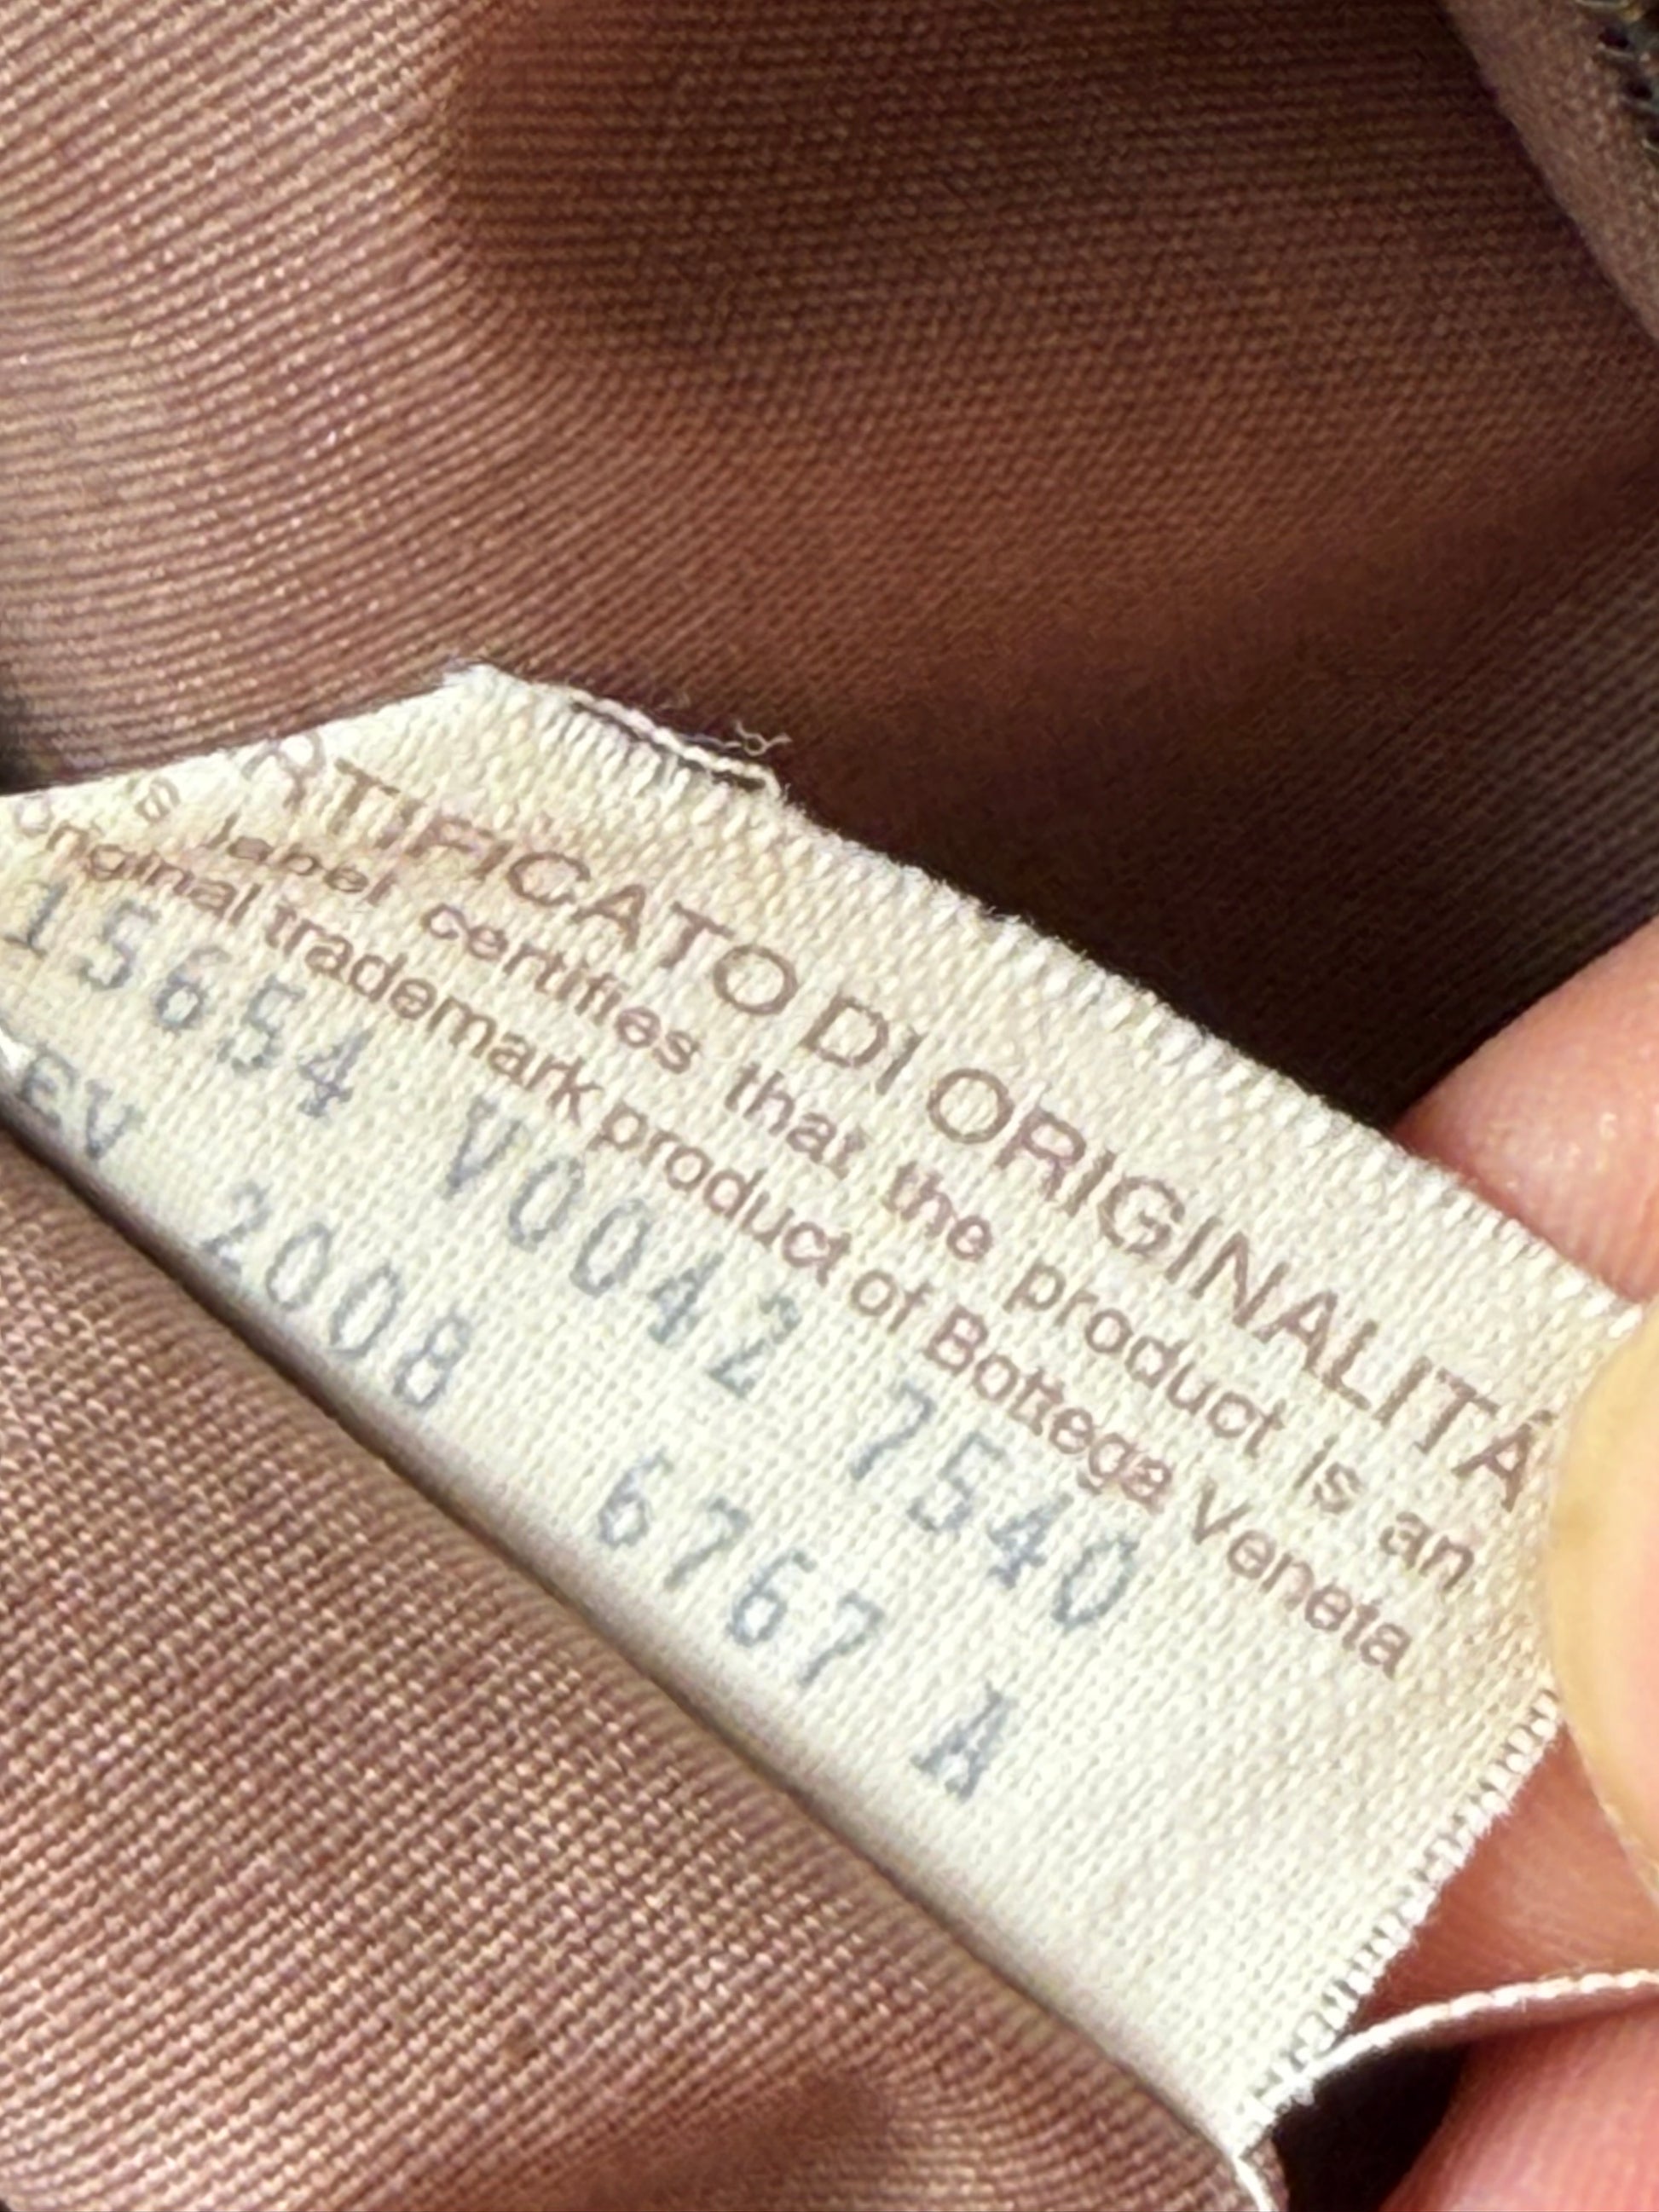 RTIFICATO DI ORIGINALITÁ
s label certifies that the product is an
original trademark product of Bottega Veneta
15654 V0042 7540
EV 2008 6767 A